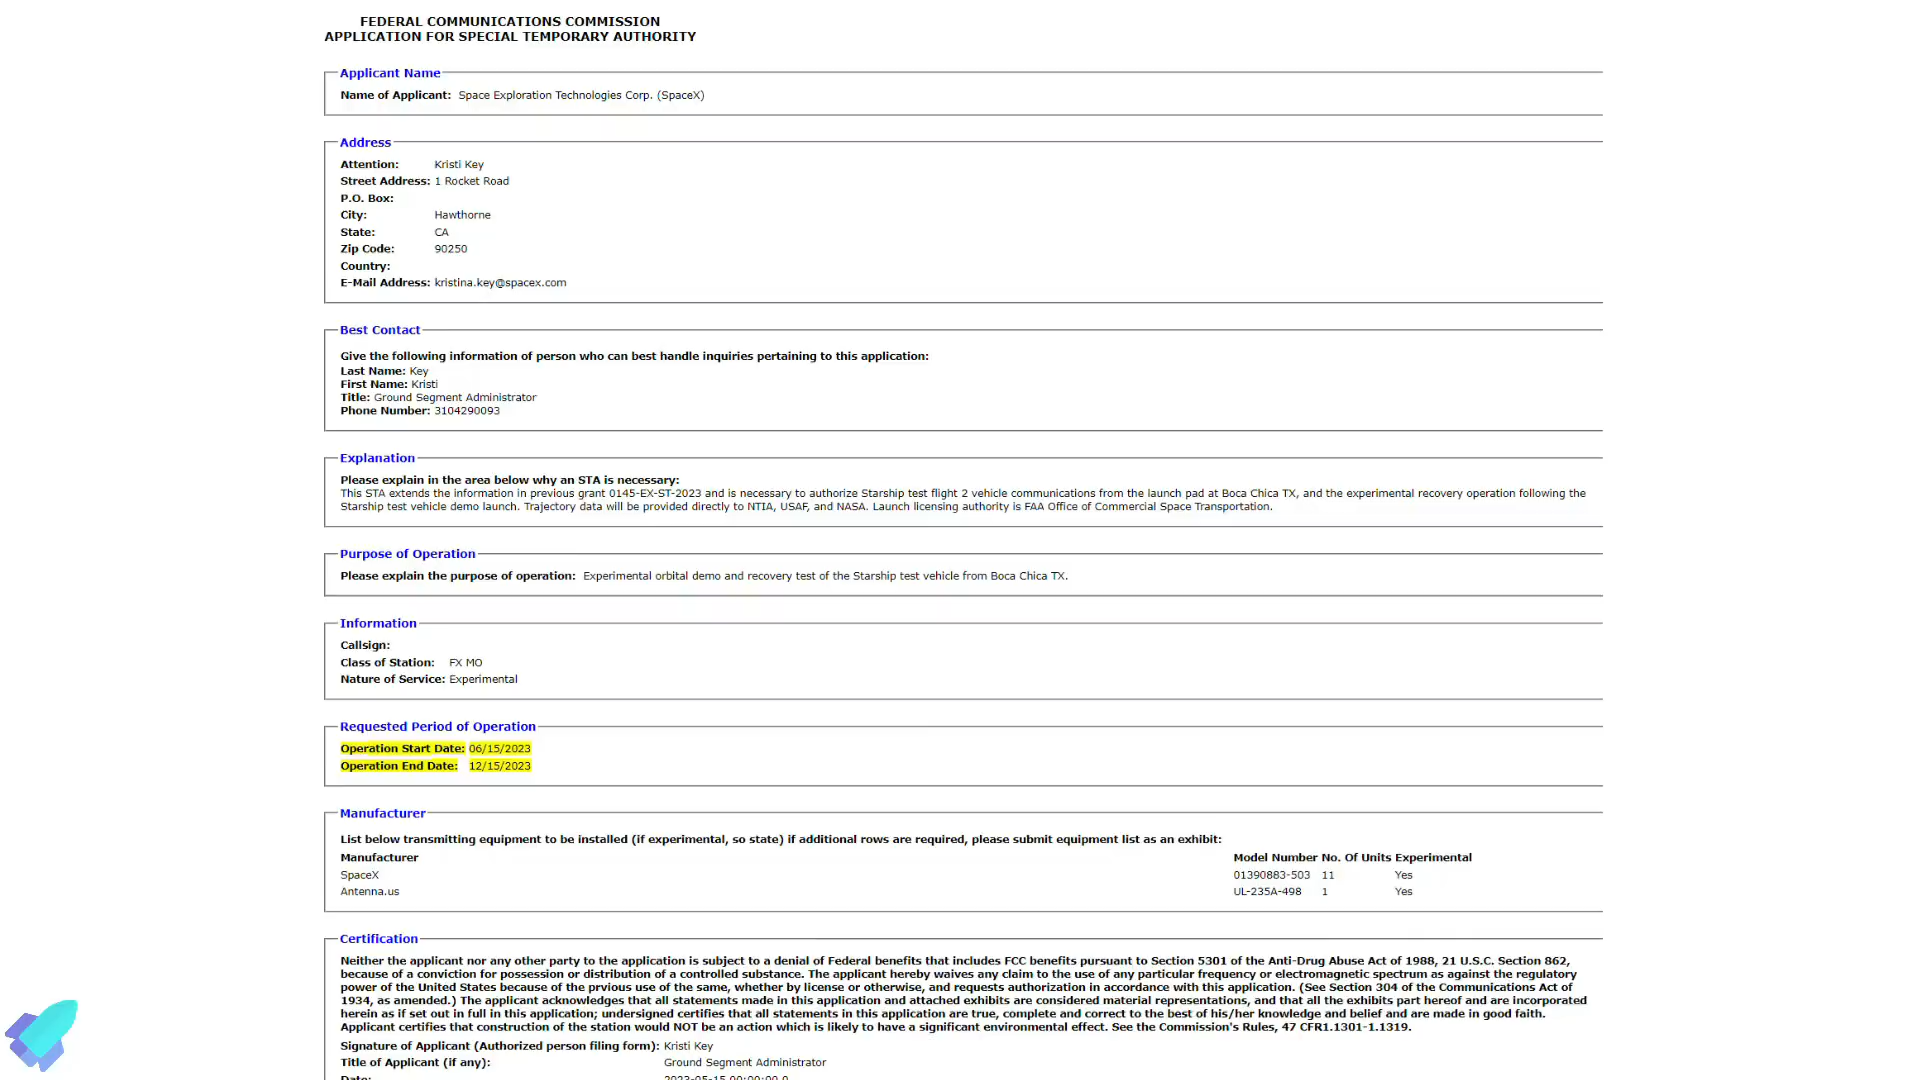 FEDERAL COMMUNICATIONS COMMISSION
APPLICATION FOR SPECIAL TEMPORARY AUTHORITY
Applicant Name
Name of Applicant: Space Exploration Technologies Corp. (SpaceX)
Address
Attention: Kristi Key
Street Address: 1 Rocket Road
P.O. Box:
City: Hawthorne
State: CA
Zip Code: 90250
Country:
E-Mail Address: kristina.key@spacex.com
Best Contact
Give the following information of person who can best handle inquiries pertaining to this application:
Last Name: Key
First Name: Kristi
Title: Ground Segment Administrator
Phone Number: 3104290093
Explanation
Please explain in the area below why an STA is necessary:
This STA extends the information in previous grant 0145-EX-ST-2023 and is necessary to authorize Starship test flight 2 vehicle communications from the launch pad at Boca Chica TX, and the experimental recovery operation following the
Starship test vehicle demo launch. Trajectory data will be provided directly to NTIA, USAF, and NASA. Launch licensing authority is FAA Office of Commercial Space Transportation.
Purpose of Operation
Please explain the purpose of operation: Experimental orbital demo and recovery test of the Starship test vehicle from Boca Chica TX.
Information
Callsign:
Class of Station: FX MO
Nature of Service: Experimental
Requested Period of Operation
Operation Start Date: 06/15/2023
Operation End Date: 12/15/2023
Manufacturer
List below transmitting equipment to be installed (if experimental, so state) if additional rows are required, please submit equipment list as an exhibit:
Manufacturer Model Number No. Of Units Experimental
SpaceX 01390883-503 11 Yes
Antenna.us UL-235A-498 1 Yes
Certification
Neither the applicant nor any other party to the application is subject to a denial of Federal benefits that includes FCC benefits pursuant to Section 5301 of the Anti-Drug Abuse Act of 1988, 21 U.S.C. Section 862,
because of a conviction for possession or distribution of a controlled substance. The applicant hereby waives any claim to the use of any particular frequency or electromagnetic spectrum as against the regulatory
power of the United States because of the prvious use of the same, whether by license or otherwise, and requests authorization in accordance with this application. (See Section 304 of the Communications Act of
1934, as amended.) The applicant acknowledges that all statements made in this application and attached exhibits are considered material representations, and that all the exhibits part hereof and are incorporated
herein as if set out in full in this application; undersigned certifies that all statements in this application are true, complete and correct to the best of his/her knowledge and belief and are made in good faith.
Applicant certifies that construction of the station would NOT be an action which is likely to have a significant environmental effect. See the Commission's Rules, 47 CFR1.1301-1.1319.
Signature of Applicant (Authorized person filing form): Kristi Key
Title of Applicant (if any): Ground Segment Administrator
Date: 2023-05-15 00:00:00.0